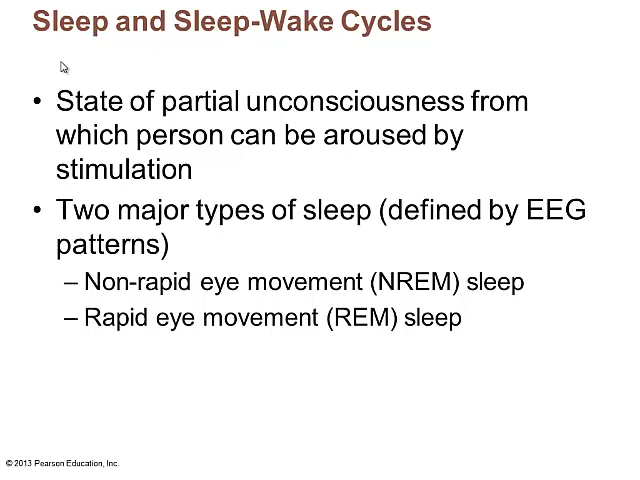 Sleep and Sleep-Wake Cycles
• State of partial unconsciousness from
which person can be aroused by
stimulation
• Two major types of sleep (defined by EEG
patterns)
– Non-rapid eye movement (NREM) sleep
– Rapid eye movement (REM) sleep
© 2013 Pearson Education, Inc.